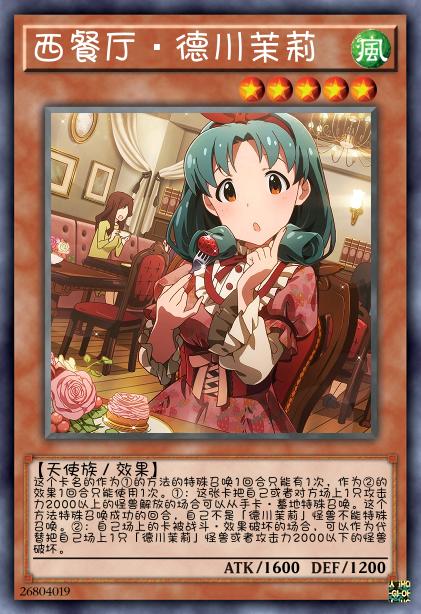 西餐厅·德川茉莉
風
【天使族/效果】
这个卡名的作为①的方法的特殊召唤1回合只能有1次，作为②的
效果1回合只能使用1次。①：这张卡把自己或者对方场上1只攻击
力2000以上的怪兽解放的场合可以从手卡·墓地特殊召唤。这个
方法特殊召唤成功的回合，自己不是「德川茉莉」怪兽不能特殊
召唤。②：自己场上的卡被战斗·效果破坏的场合，可以作为代
替把自己场上1只「德川茉莉」怪兽或者攻击力2000以下的怪兽
破坏。
ATK/1600 DEF/1200
26804019